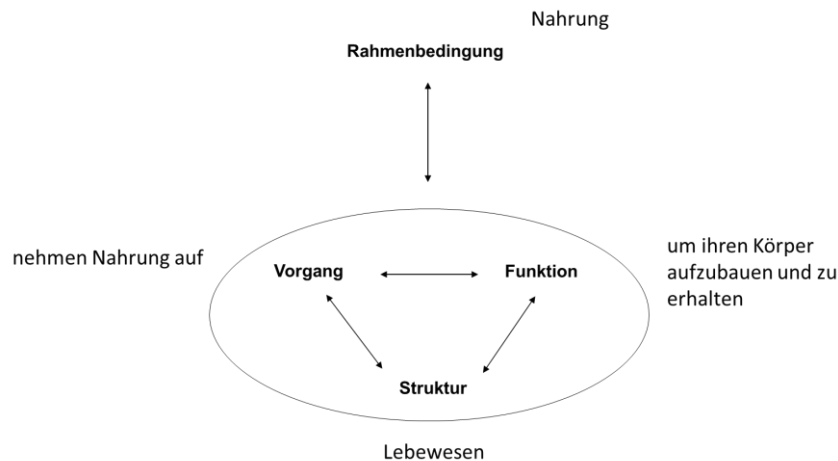 Nahrung
Rahmenbedingung
nehmen Nahrung auf
Vorgang
Funktion
um ihren Körper
aufzubauen und zu
erhalten
Struktur
Lebewesen